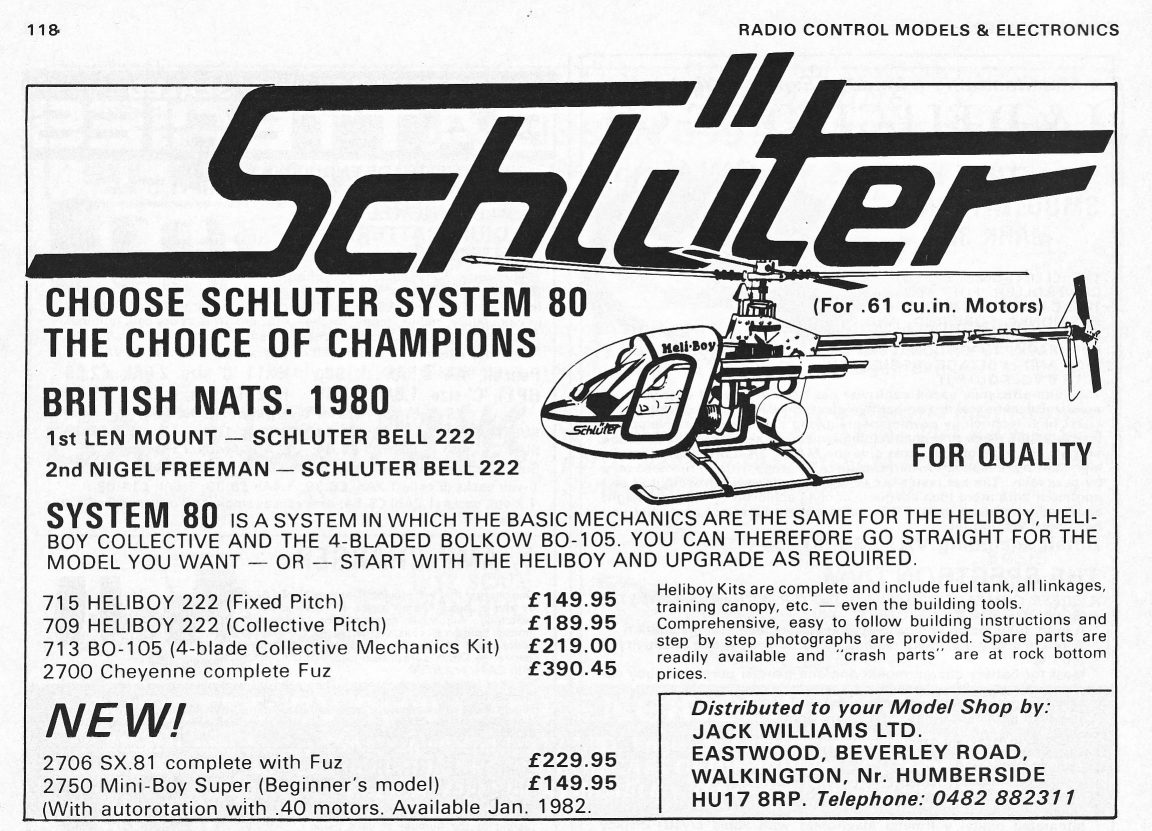 118
RADIO CONTROL MODELS & ELECTRONICS
Schlüter
CHOOSE SCHLUTER SYSTEM 80
THE CHOICE OF CHAMPIONS
(For .61 cu.in. Motors)
Heli-Boy
Schlüter
BRITISH NATS. 1980
1st LEN MOUNT — SCHLUTER BELL 222
2nd NIGEL FREEMAN — SCHLUTER BELL 222
FOR QUALITY
SYSTEM 80 IS A SYSTEM IN WHICH THE BASIC MECHANICS ARE THE SAME FOR THE HELIBOY, HELI-
BOY COLLECTIVE AND THE 4-BLADED BOLKOW BO-105. YOU CAN THEREFORE GO STRAIGHT FOR THE
MODEL YOU WANT — OR — START WITH THE HELIBOY AND UPGRADE AS REQUIRED.
715 HELIBOY 222 (Fixed Pitch) £149.95
709 HELIBOY 222 (Collective Pitch) £189.95
713 BO-105 (4-blade Collective Mechanics Kit) £219.00
2700 Cheyenne complete Fuz £390.45
Heliboy Kits are complete and include fuel tank, all linkages,
training canopy, etc. — even the building tools.
Comprehensive, easy to follow building instructions and
step by step photographs are provided. Spare parts are
readily available and "crash parts" are at rock bottom
prices.
NEW!
2706 SX.81 complete with Fuz £229.95
2750 Mini-Boy Super (Beginner's model) £149.95
(With autorotation with .40 motors. Available Jan. 1982.
Distributed to your Model Shop by:
JACK WILLIAMS LTD.
EASTWOOD, BEVERLEY ROAD,
WALKINGTON, Nr. HUMBERSIDE
HU17 8RP. Telephone: 0482 882311